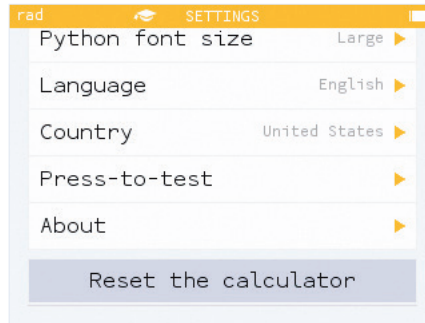 rad SETTINGS
Python font size Large
Language English
Country United States
Press-to-test
About
Reset the calculator